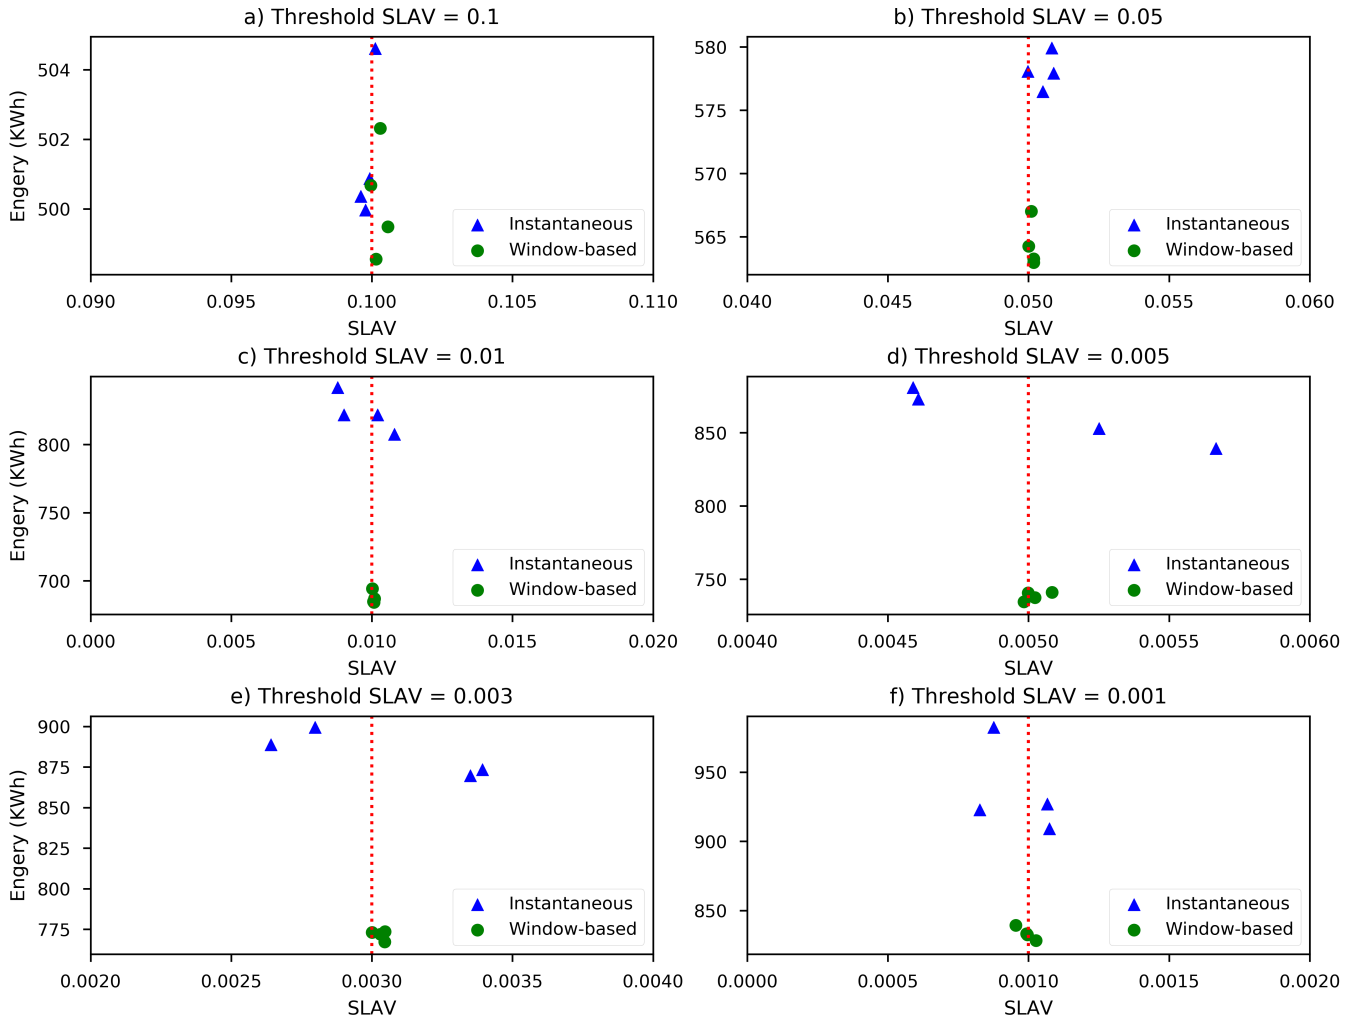 a) Threshold SLAV = 0.1
b) Threshold SLAV = 0.05
Engery (KWh)
504
502
500
Instantaneous
Window-based
0.090 0.095 0.100 0.105 0.110
SLAV
580
575
570
565
Instantaneous
Window-based
0.040 0.045 0.050 0.055 0.060
SLAV
c) Threshold SLAV = 0.01
d) Threshold SLAV = 0.005
Engery (KWh)
800
750
700
Instantaneous
Window-based
0.000 0.005 0.010 0.015 0.020
SLAV
850
800
750
Instantaneous
Window-based
0.0040 0.0045 0.0050 0.0055 0.0060
SLAV
e) Threshold SLAV = 0.003
f) Threshold SLAV = 0.001
Engery (KWh)
900
875
850
825
800
775
Instantaneous
Window-based
0.0020 0.0025 0.0030 0.0035 0.0040
SLAV
950
900
850
Instantaneous
Window-based
0.0000 0.0005 0.0010 0.0015 0.0020
SLAV